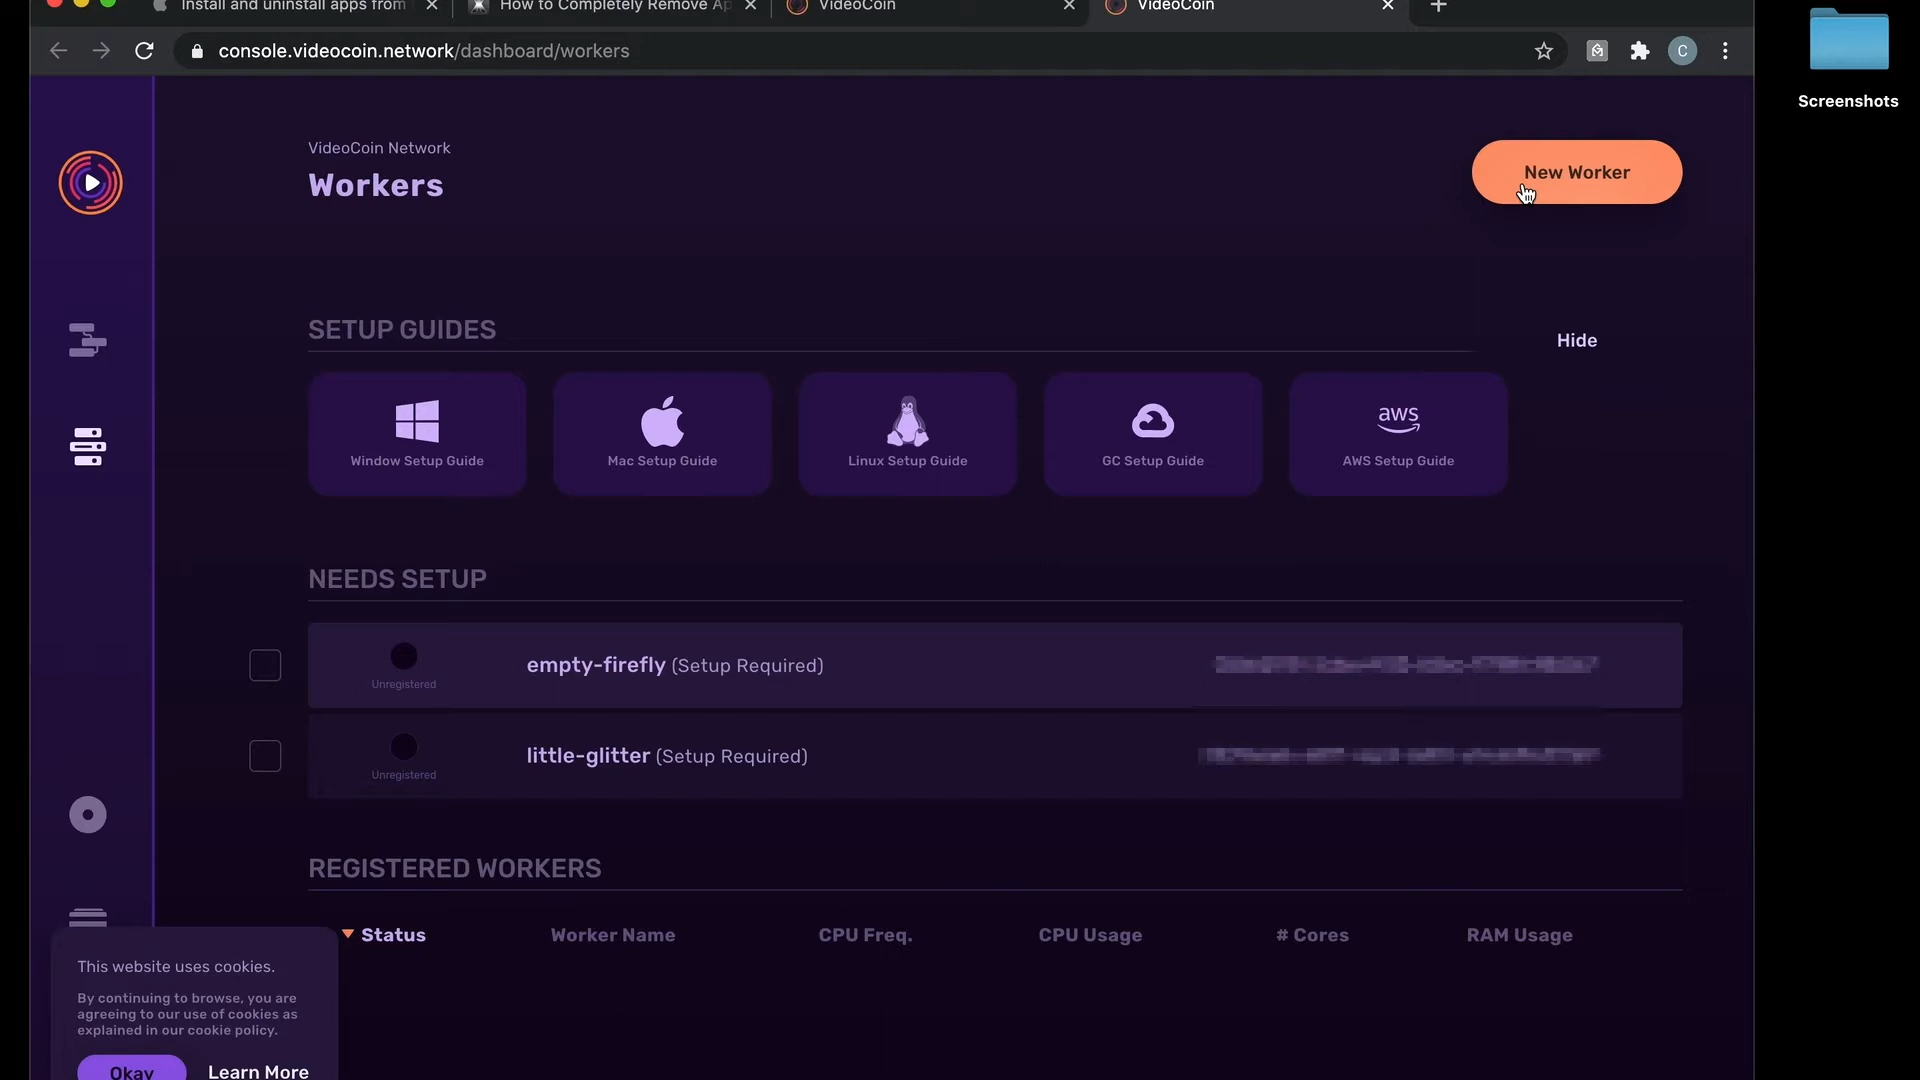 Install and uninstall apps from
How to Completely Remove Ap
VideoCoin
VideoCoin
console.videocoin.network/dashboard/workers
C
Screenshots
VideoCoin Network
Workers
New Worker
SETUP GUIDES
Hide
Window Setup Guide
Mac Setup Guide
Linux Setup Guide
GC Setup Guide
aws
AWS Setup Guide
NEEDS SETUP
Unregistered
empty-firefly (Setup Required)
Unregistered
little-glitter (Setup Required)
REGISTERED WORKERS
Status
Worker Name
CPU Freq.
CPU Usage
# Cores
RAM Usage
This website uses cookies.
By continuing to browse, you are
agreeing to our use of cookies as
explained in our cookie policy.
Okay
Learn More